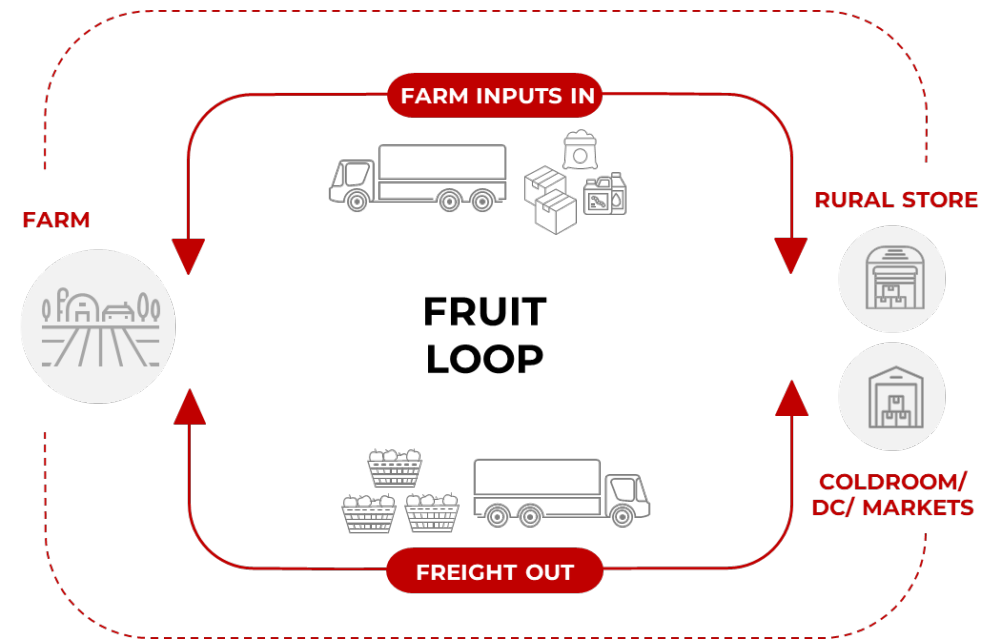 FARM INPUTS IN
FARM
RURAL STORE
FRUIT
LOOP
COLDROOM/
DC/ MARKETS
FREIGHT OUT